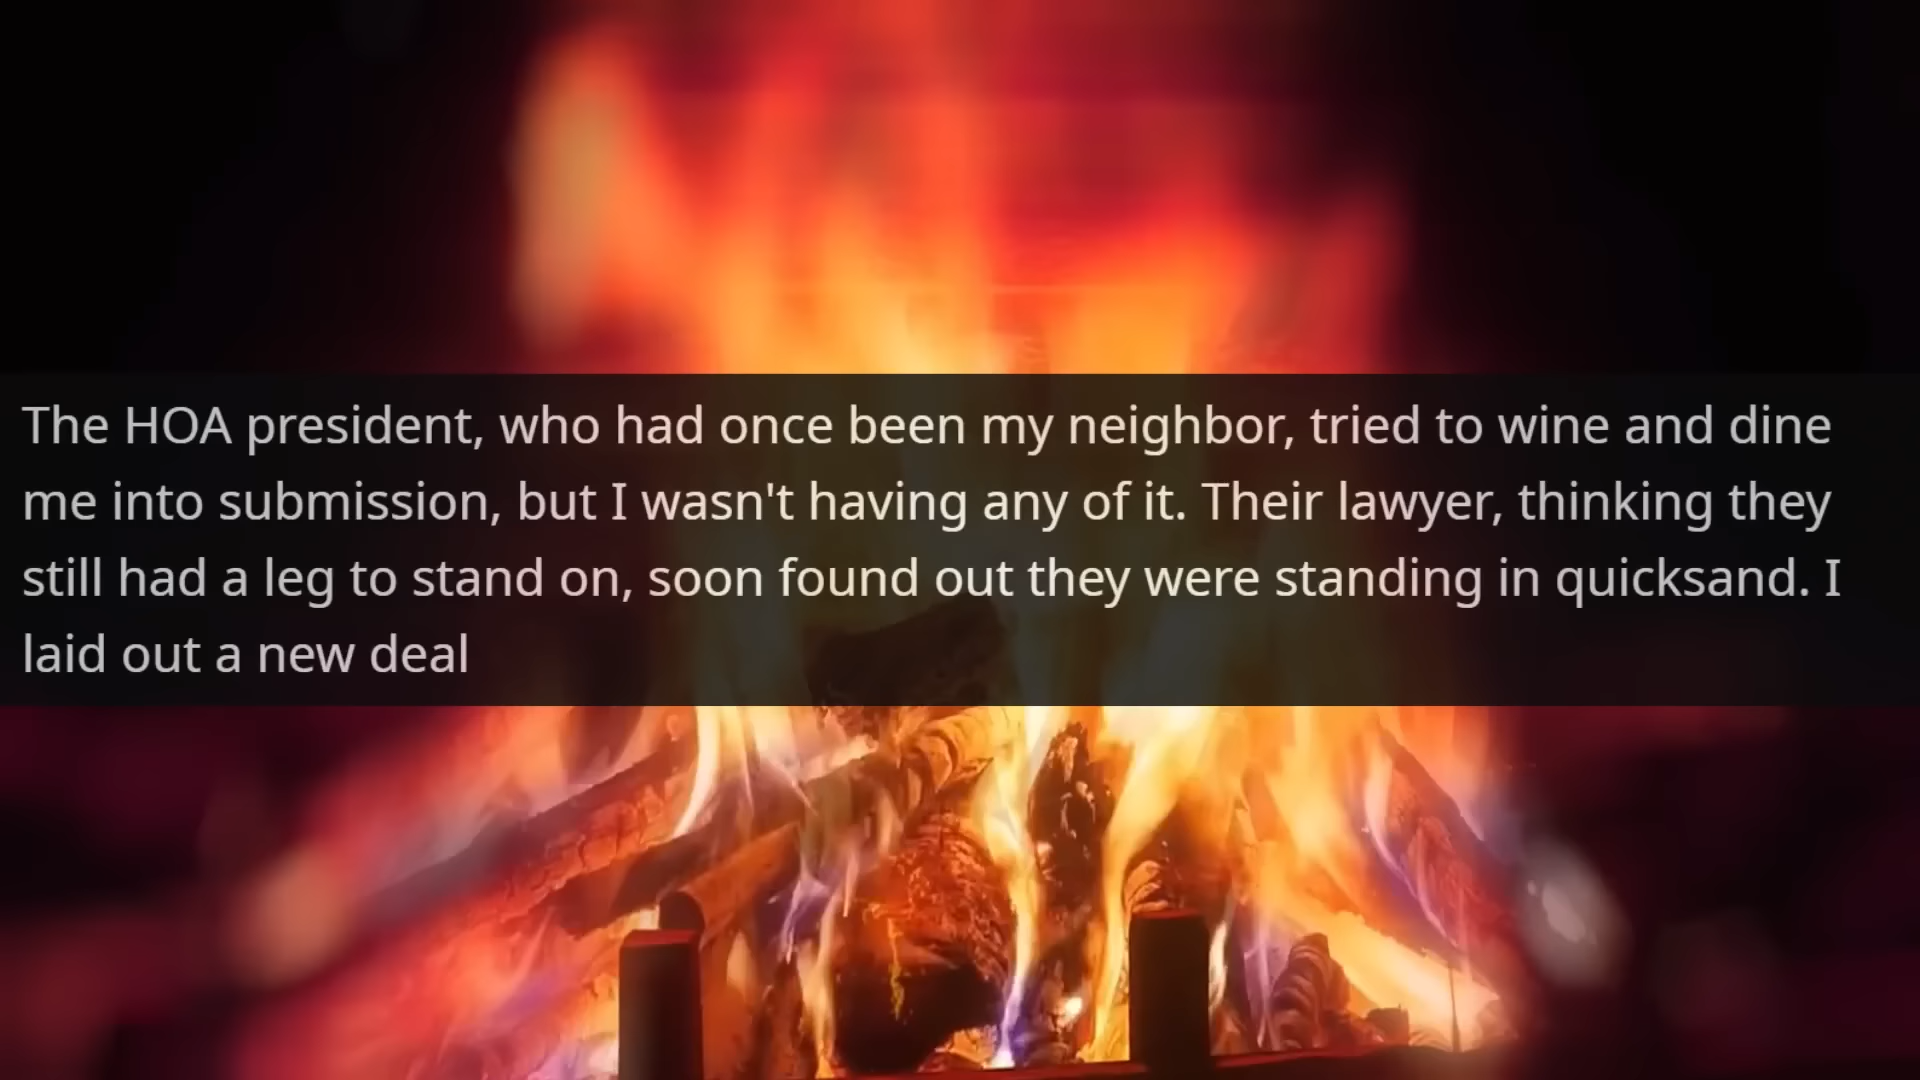 The HOA president, who had once been my neighbor, tried to wine and dine
me into submission, but I wasn't having any of it. Their lawyer, thinking they
still had a leg to stand on, soon found out they were standing in quicksand. I
laid out a new deal